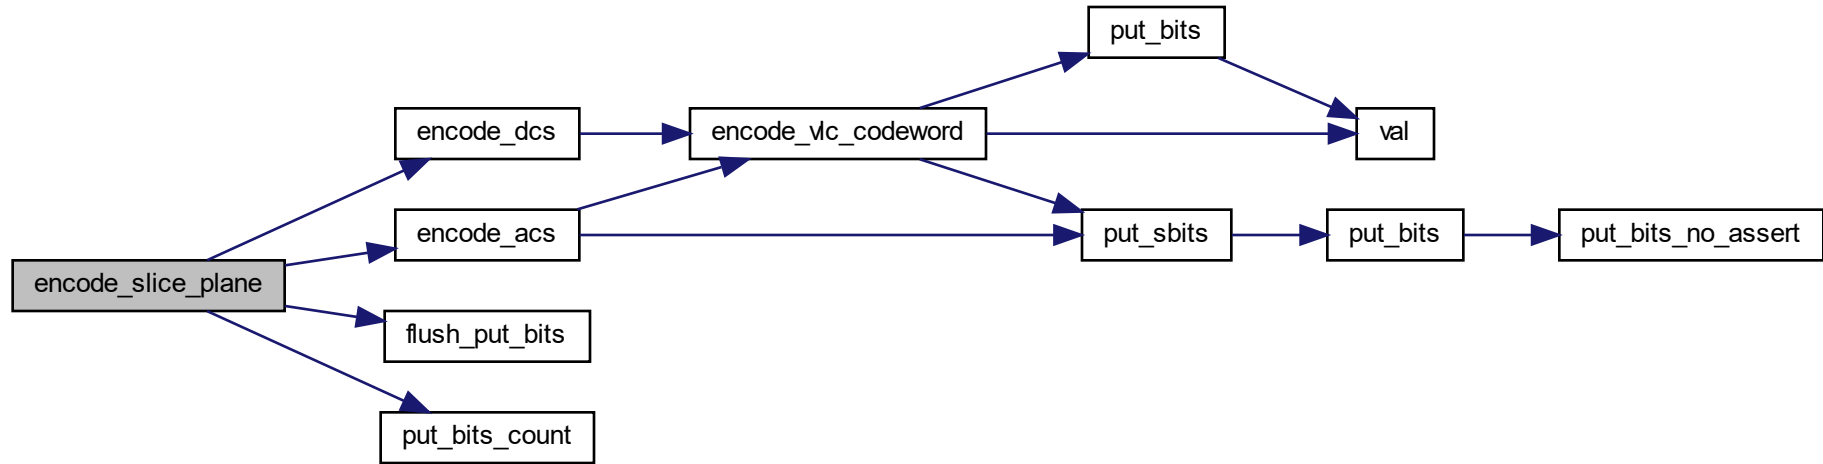 put_bits
encode_dcs
encode_vlc_codeword
val
encode_acs
put_sbits
put_bits
put_bits_no_assert
encode_slice_plane
flush_put_bits
put_bits_count